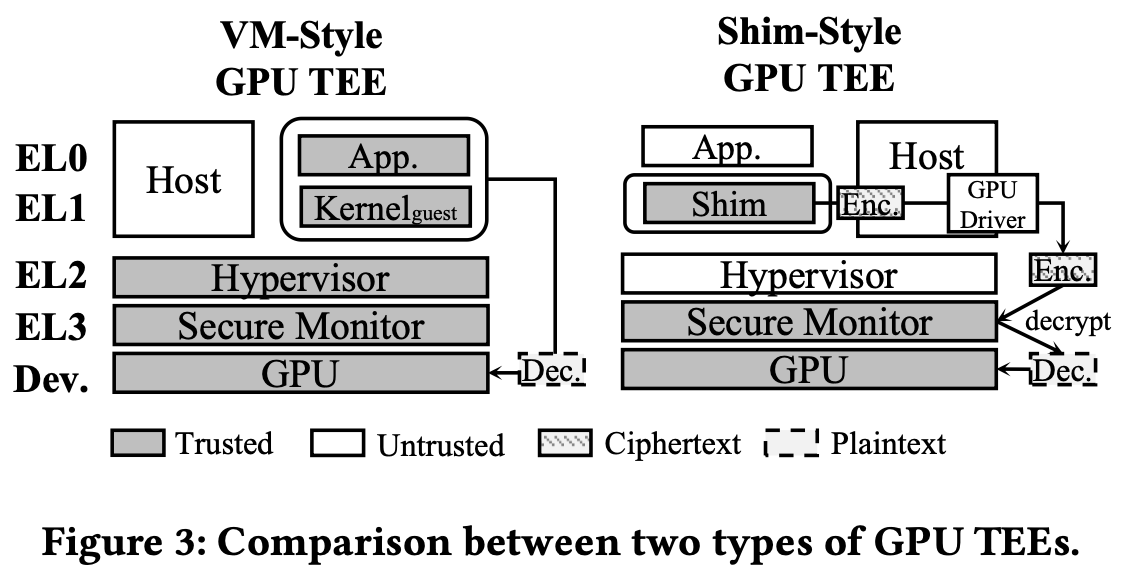 VM-Style
GPU TEE
Shim-Style
GPU TEE
EL0
EL1
EL2
EL3
Dev.
Host
App.
Kernelguest
Hypervisor
Secure Monitor
GPU
Dec.
App.
Shim
Enc.
Host
GPU
Driver
Enc.
Hypervisor
Secure Monitor
decrypt
GPU
Dec.
Trusted
Untrusted
Ciphertext
Plaintext
Figure 3: Comparison between two types of GPU TEEs.